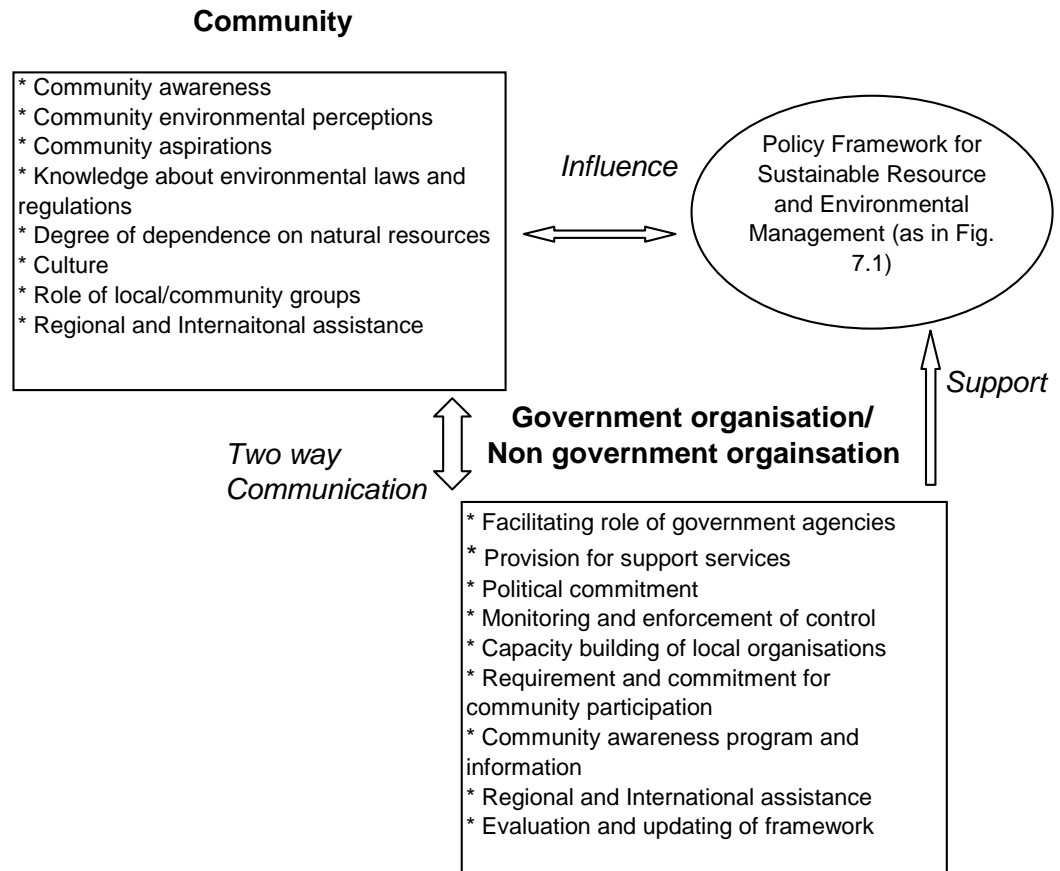 Community
* Community awareness
* Community environmental perceptions
* Community aspirations
* Knowledge about environmental laws and
regulations
* Degree of dependence on natural resources
* Culture
* Role of local/community groups
* Regional and Internaitonal assistance
Influence
Policy Framework for
Sustainable Resource
and Environmental
Management (as in Fig.
7.1)
Support
Two way
Communication
Government organisation/
Non government orgainsation
* Facilitating role of government agencies
* Provision for support services
* Political commitment
* Monitoring and enforcement of control
* Capacity building of local organisations
* Requirement and commitment for
community participation
* Community awareness program and
information
* Regional and International assistance
* Evaluation and updating of framework